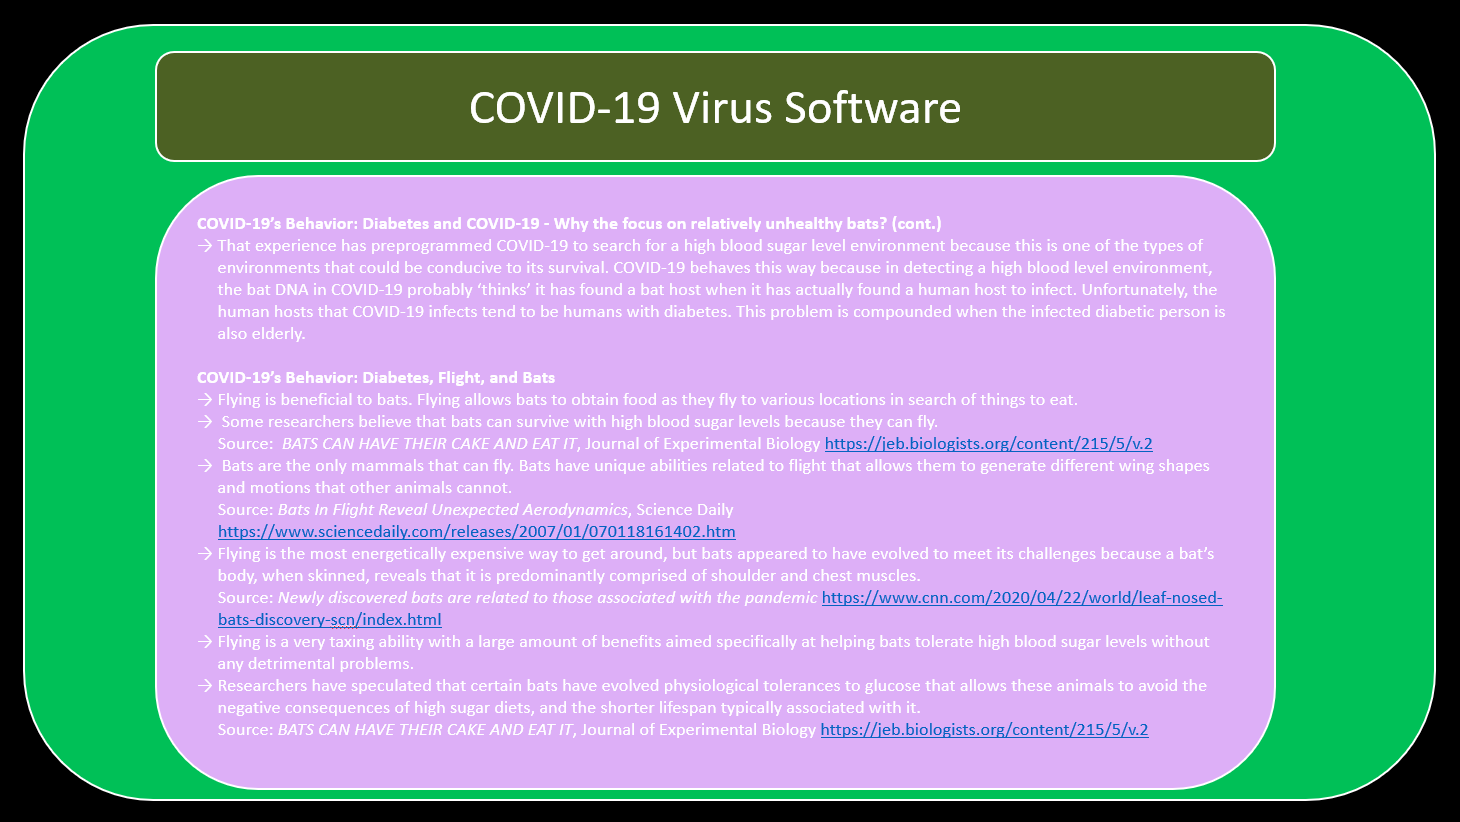 COVID-19 Virus Software
COVID-19’s Behavior: Diabetes and COVID-19 - Why the focus on relatively unhealthy bats? (cont.)
→ That experience has preprogrammed COVID-19 to search for a high blood sugar level environment because this is one of the types of
environments that could be conducive to its survival. COVID-19 behaves this way because in detecting a high blood level environment,
the bat DNA in COVID-19 probably ‘thinks’ it has found a bat host when it has actually found a human host to infect. Unfortunately, the
human hosts that COVID-19 infects tend to be humans with diabetes. This problem is compounded when the infected diabetic person is
also elderly.
COVID-19’s Behavior: Diabetes, Flight, and Bats
→ Flying is beneficial to bats. Flying allows bats to obtain food as they fly to various locations in search of things to eat.
→ Some researchers believe that bats can survive with high blood sugar levels because they can fly.
Source: BATS CAN HAVE THEIR CAKE AND EAT IT, Journal of Experimental Biology https://jeb.biologists.org/content/215/5/v.2
→ Bats are the only mammals that can fly. Bats have unique abilities related to flight that allows them to generate different wing shapes
and motions that other animals cannot.
Source: Bats In Flight Reveal Unexpected Aerodynamics, Science Daily
https://www.sciencedaily.com/releases/2007/01/070118161402.htm
→ Flying is the most energetically expensive way to get around, but bats appeared to have evolved to meet its challenges because a bat’s
body, when skinned, reveals that it is predominantly comprised of shoulder and chest muscles.
Source: Newly discovered bats are related to those associated with the pandemic https://www.cnn.com/2020/04/22/world/leaf-nosed-
bats-discovery-scn/index.html
→ Flying is a very taxing ability with a large amount of benefits aimed specifically at helping bats tolerate high blood sugar levels without
any detrimental problems.
→ Researchers have speculated that certain bats have evolved physiological tolerances to glucose that allows these animals to avoid the
negative consequences of high sugar diets, and the shorter lifespan typically associated with it.
Source: BATS CAN HAVE THEIR CAKE AND EAT IT, Journal of Experimental Biology https://jeb.biologists.org/content/215/5/v.2